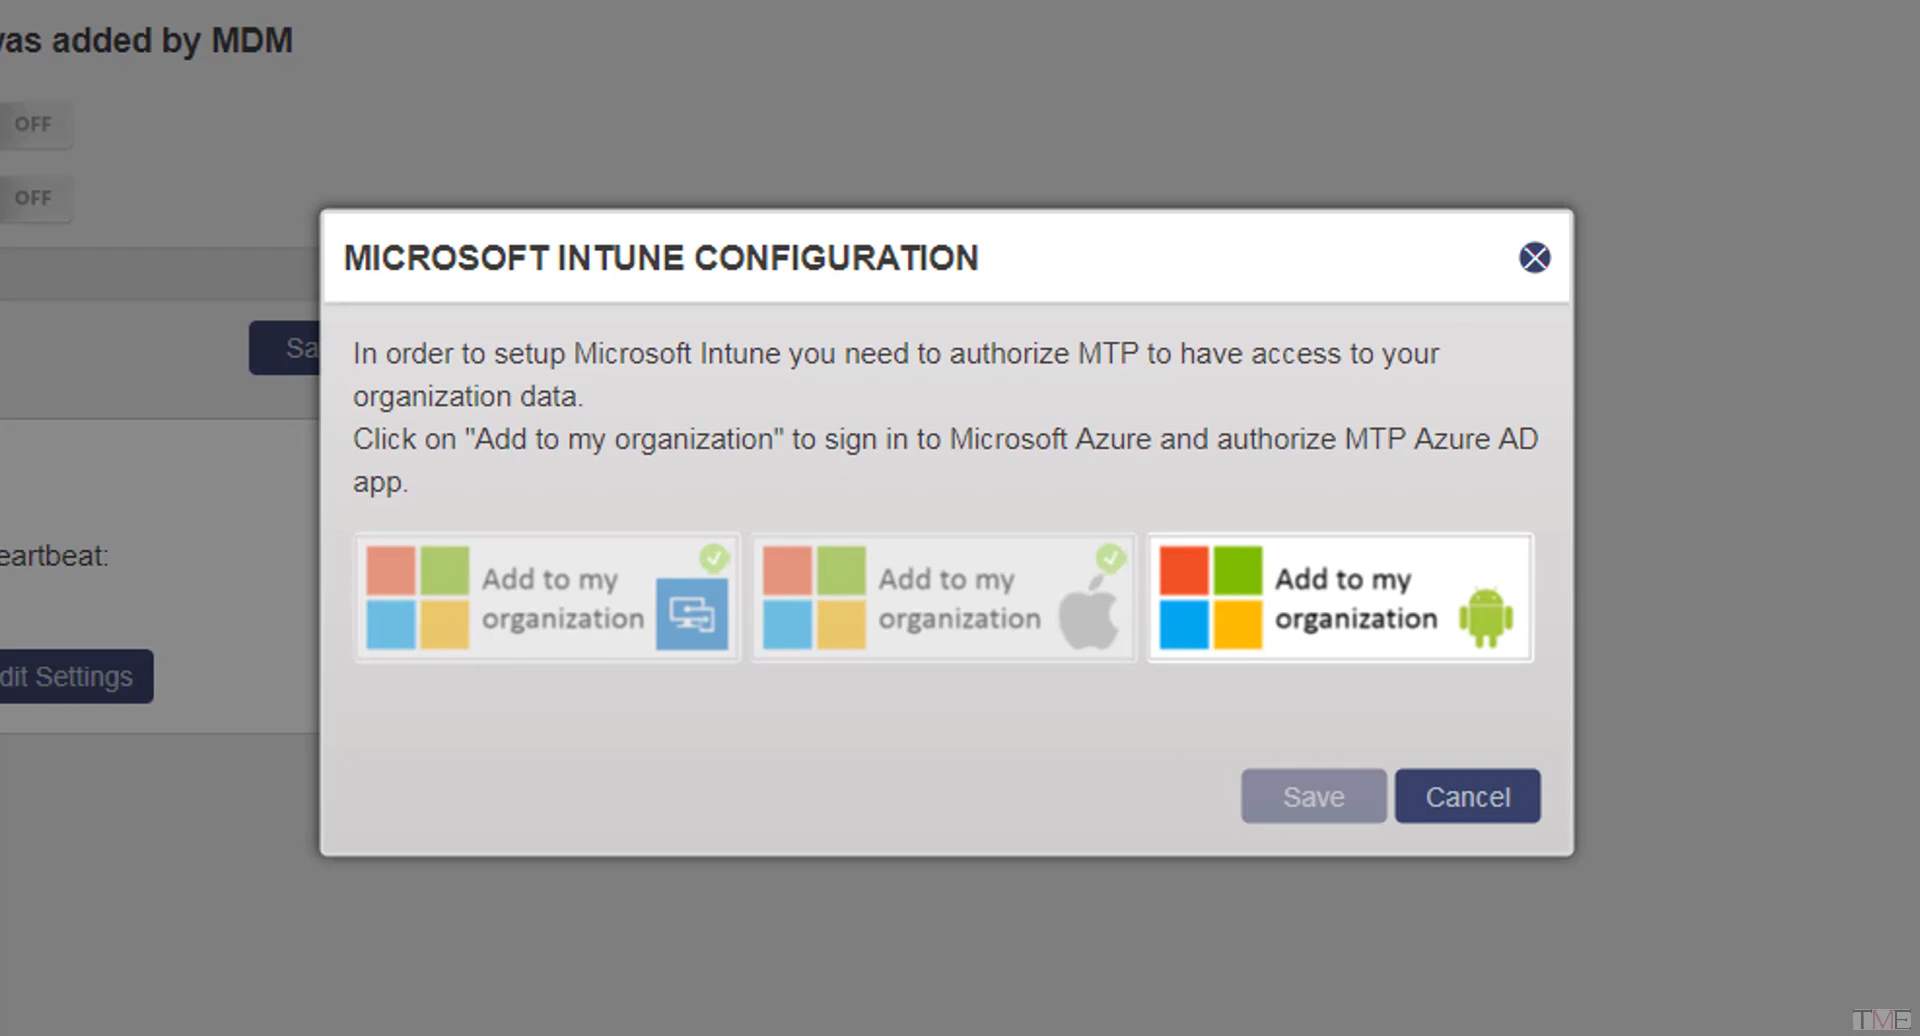 was added by MDM
OFF
OFF
MICROSOFT INTUNE CONFIGURATION
Sa
In order to setup Microsoft Intune you need to authorize MTP to have access to your
organization data.
Click on "Add to my organization" to sign in to Microsoft Azure and authorize MTP Azure AD
app.
eartbeat:
Add to my
organization
Add to my
organization
Add to my
organization
dit Settings
Save
Cancel
TME